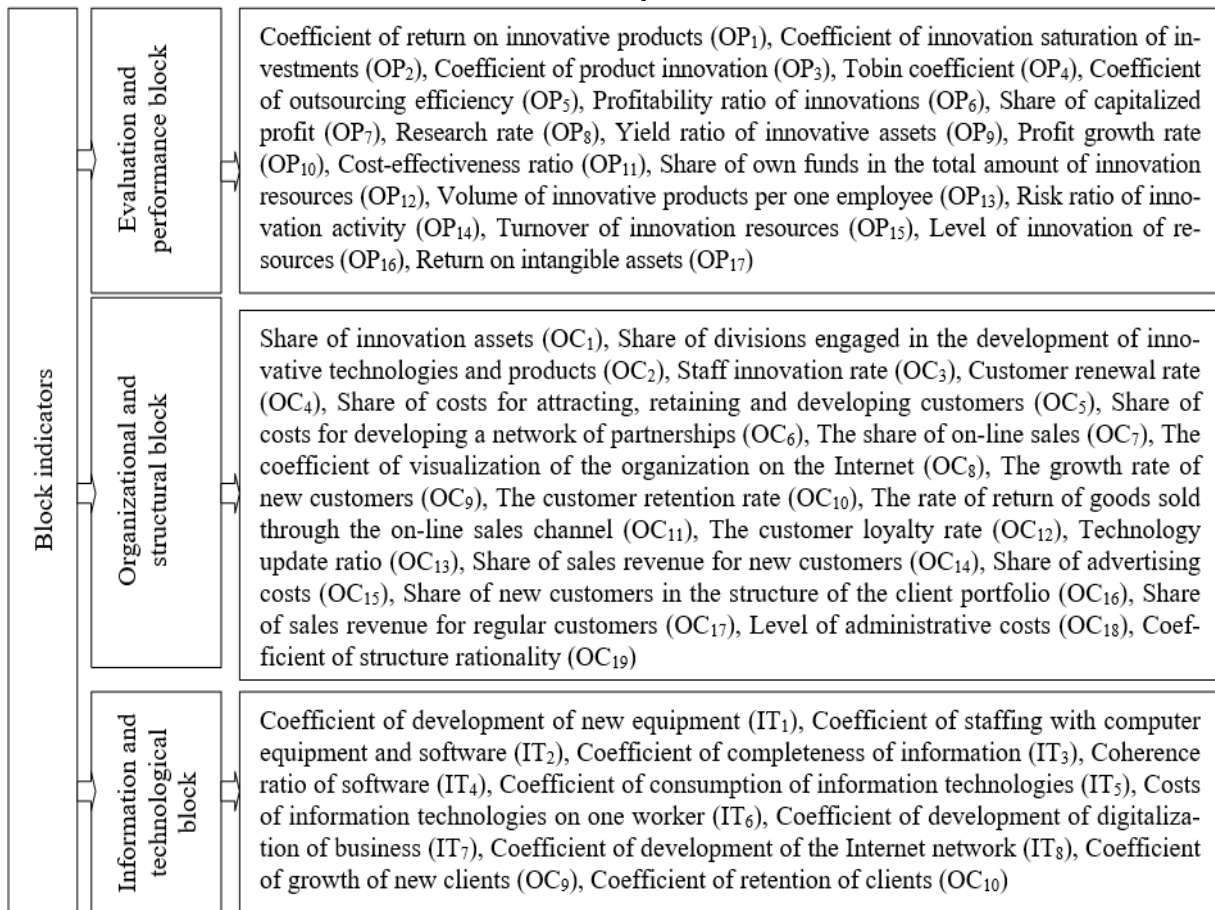 Block indicators
Evaluation and
performance block
Coefficient of return on innovative products (OP₁), Coefficient of innovation saturation of in-
vestments (OP₂), Coefficient of product innovation (OP₃), Tobin coefficient (OP₄), Coefficient
of outsourcing efficiency (OP₅), Profitability ratio of innovations (OP₆), Share of capitalized
profit (OP₇), Research rate (OP₈), Yield ratio of innovative assets (OP₉), Profit growth rate
(OP₁₀), Cost-effectiveness ratio (OP₁₁), Share of own funds in the total amount of innovation
resources (OP₁₂), Volume of innovative products per one employee (OP₁₃), Risk ratio of inno-
vation activity (OP₁₄), Turnover of innovation resources (OP₁₅), Level of innovation of re-
sources (OP₁₆), Return on intangible assets (OP₁₇)
Organizational and
structural block
Share of innovation assets (OC₁), Share of divisions engaged in the development of inno-
vative technologies and products (OC₂), Staff innovation rate (OC₃), Customer renewal rate
(OC₄), Share of costs for attracting, retaining and developing customers (OC₅), Share of
costs for developing a network of partnerships (OC₆), The share of on-line sales (OC₇), The
coefficient of visualization of the organization on the Internet (OC₈), The growth rate of
new customers (OC₉), The customer retention rate (OC₁₀), The rate of return of goods sold
through the on-line sales channel (OC₁₁), The customer loyalty rate (OC₁₂), Technology
update ratio (OC₁₃), Share of sales revenue for new customers (OC₁₄), Share of advertising
costs (OC₁₅), Share of new customers in the structure of the client portfolio (OC₁₆), Share
of sales revenue for regular customers (OC₁₇), Level of administrative costs (OC₁₈), Coef-
ficient of structure rationality (OC₁₉)
Information and
technological
block
Coefficient of development of new equipment (IT₁), Coefficient of staffing with computer
equipment and software (IT₂), Coefficient of completeness of information (IT₃), Coherence
ratio of software (IT₄), Coefficient of consumption of information technologies (IT₅), Costs
of information technologies on one worker (IT₆), Coefficient of development of digitaliza-
tion of business (IT₇), Coefficient of development of the Internet network (IT₈), Coefficient
of growth of new clients (OC₉), Coefficient of retention of clients (OC₁₀)